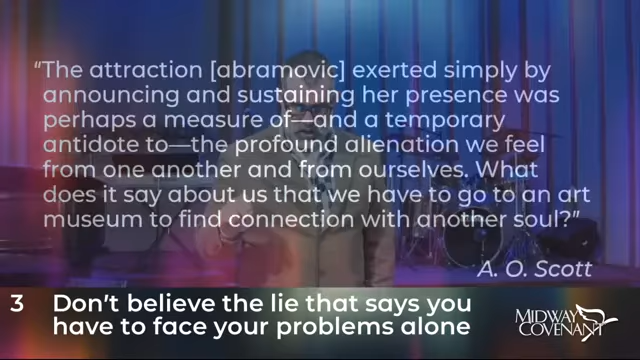 "The attraction [abramovic] exerted simply by
announcing and sustaining her presence was
perhaps a measure of—and a temporary
antidote to—the profound alienation we feel
from one another and from ourselves. What
does it say about us that we have to go to an art
museum to find connection with another soul?"
A. O. Scott
3 Don't believe the lie that says you
have to face your problems alone
MIDWAY
COVENANT